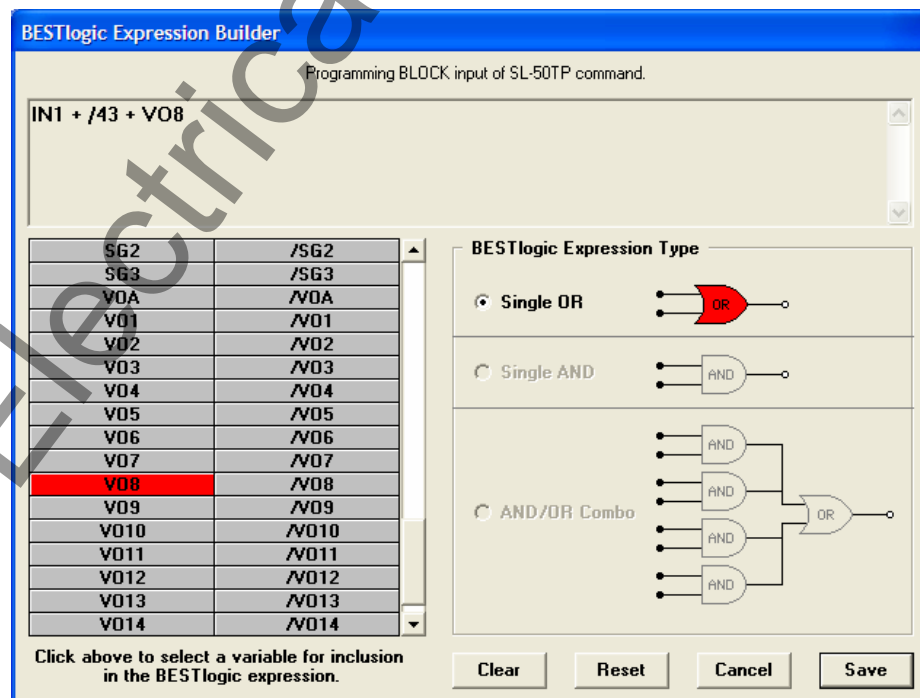 BESTlogic Expression Builder
Programming BLOCK input of SL-50TP command.
IN1 + /43 + VO8
SG2 /SG2
SG3 /SG3
VOA /VOA
VO1 /VO1
VO2 /VO2
VO3 /VO3
VO4 /VO4
VO5 /VO5
VO6 /VO6
VO7 /VO7
VO8 /VO8
VO9 /VO9
VO10 /VO10
VO11 /VO11
VO12 /VO12
VO13 /VO13
VO14 /VO14
Click above to select a variable for inclusion
in the BESTlogic expression.
BESTlogic Expression Type
Single OR
OR
Single AND
AND
AND/OR Combo
AND
AND
AND
AND
OR
Clear Reset Cancel Save
Electrica